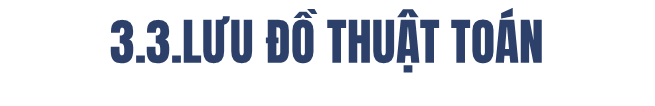 3.3.LƯU ĐỒ THUẬT TOÁN